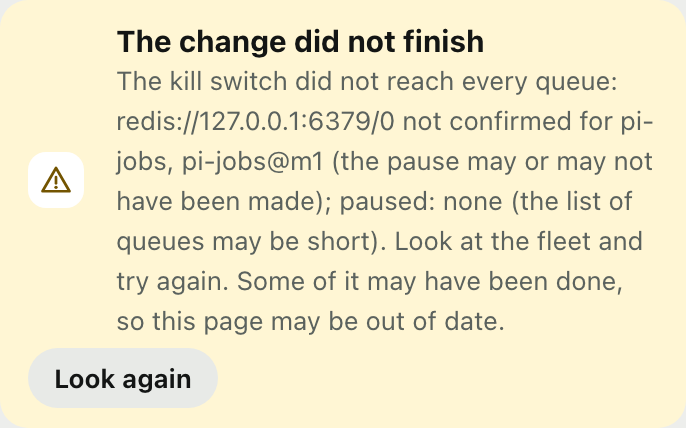 The change did not finish
The kill switch did not reach every queue:
redis://127.0.0.1:6379/0 not confirmed for pi-
jobs, pi-jobs@m1 (the pause may or may not
have been made); paused: none (the list of
queues may be short). Look at the fleet and
try again. Some of it may have been done,
so this page may be out of date.
Look again